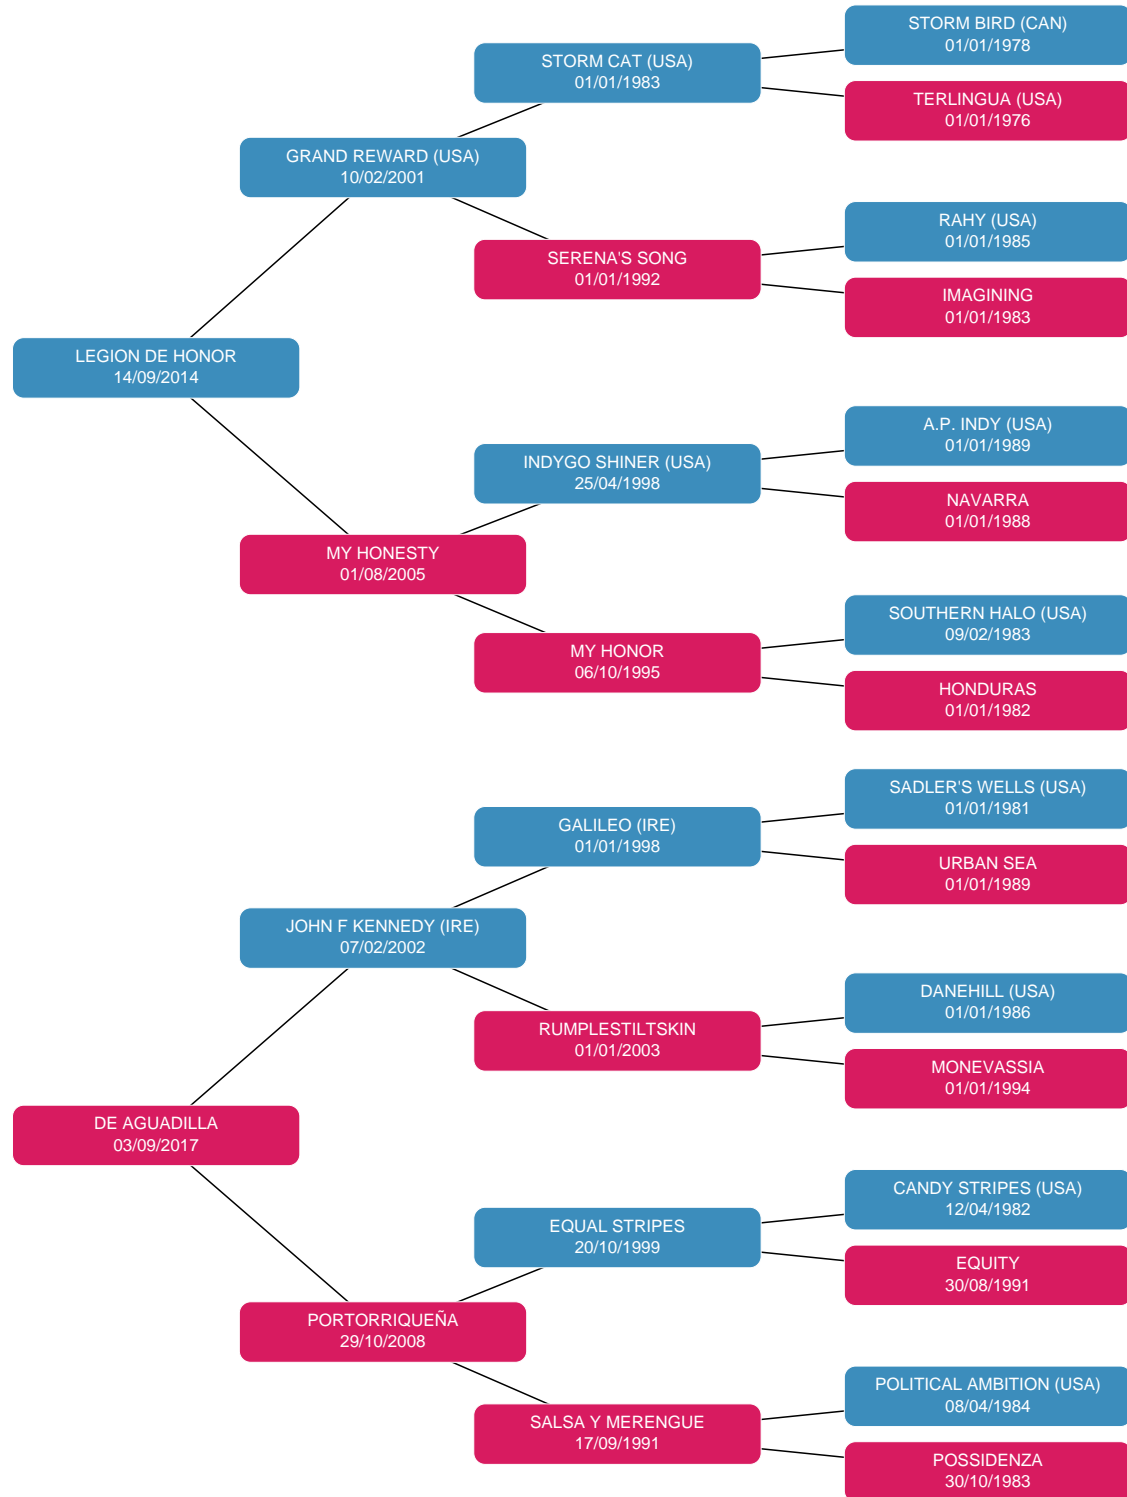 STORM BIRD (CAN)
01/01/1978
STORM CAT (USA)
01/01/1983
TERLINGUA (USA)
01/01/1976
GRAND REWARD (USA)
10/02/2001
RAHY (USA)
01/01/1985
SERENA'S SONG
01/01/1992
IMAGINING
01/01/1983
LEGION DE HONOR
14/09/2014
A.P. INDY (USA)
01/01/1989
INDYGO SHINER (USA)
25/04/1998
NAVARRA
01/01/1988
MY HONESTY
01/08/2005
SOUTHERN HALO (USA)
09/02/1983
MY HONOR
06/10/1995
HONDURAS
01/01/1982
SADLER'S WELLS (USA)
01/01/1981
GALILEO (IRE)
01/01/1998
URBAN SEA
01/01/1989
JOHN F KENNEDY (IRE)
07/02/2002
DANEHILL (USA)
01/01/1986
RUMPLESTILTSKIN
01/01/2003
MONEVASSIA
01/01/1994
DE AGUADILLA
03/09/2017
CANDY STRIPES (USA)
12/04/1982
EQUAL STRIPES
20/10/1999
EQUITY
30/08/1991
PORTORRIQUEÑA
29/10/2008
POLITICAL AMBITION (USA)
08/04/1984
SALSA Y MERENGUE
17/09/1991
POSSIDENZA
30/10/1983